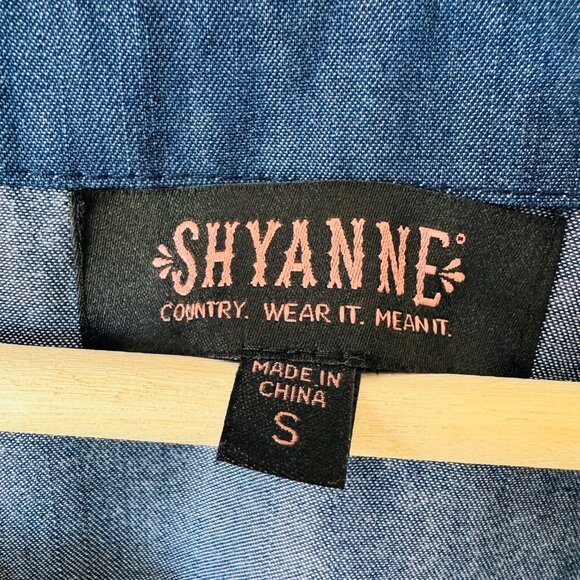 SHYANNE®
COUNTRY. WEAR IT. MEAN IT.
MADE IN
CHINA
S